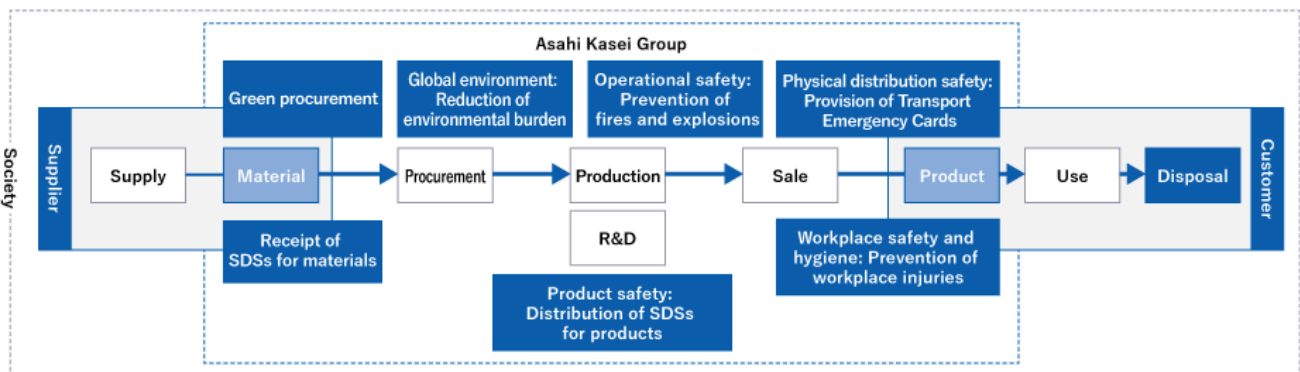 Asahi Kasei Group
Green procurement
Global environment:
Reduction of
environmental burden
Operational safety:
Prevention of
fires and explosions
Physical distribution safety:
Provision of Transport
Emergency Cards
Society
Supplier
Supply
Material
Procurement
Production
Sale
Product
Use
Disposal
Customer
R&D
Receipt of
SDSs for materials
Product safety:
Distribution of SDSs
for products
Workplace safety and
hygiene: Prevention of
workplace injuries